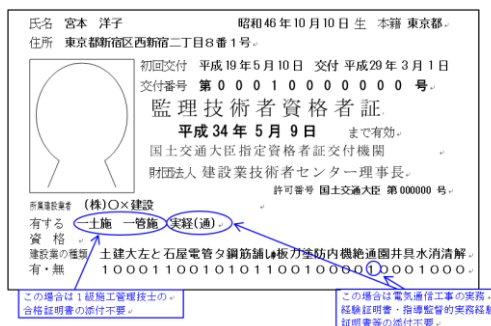 氏名 宮本 洋子 昭和46年10月10日生 本籍 東京都
住所 東京都新宿区西新宿二丁目8番1号
初回交付 平成19年5月10日 交付 平成29年3月1日
交付番号 第00010000000号
監理技術者資格者証
平成34年5月9日 まで有効
国土交通大臣指定資格者証交付機関
財団法人 建設業技術者センター理事長
許可番号 国土交通大臣 第000000号
所属建設業者 (株)○×建設
有する 一土施 一管施 実経(通)
資格
建設業の種類 土建大左と石屋電管タ鋼筋舗しゅ板ガ塗防内機絶通園井具水消清解
有・無 10001100101011001000010001000
この場合は1級施工管理技士の
合格証明書の添付不要
この場合は電気通信工事の実務
経験証明書・指導監督的実務経験
証明書等の添付不要